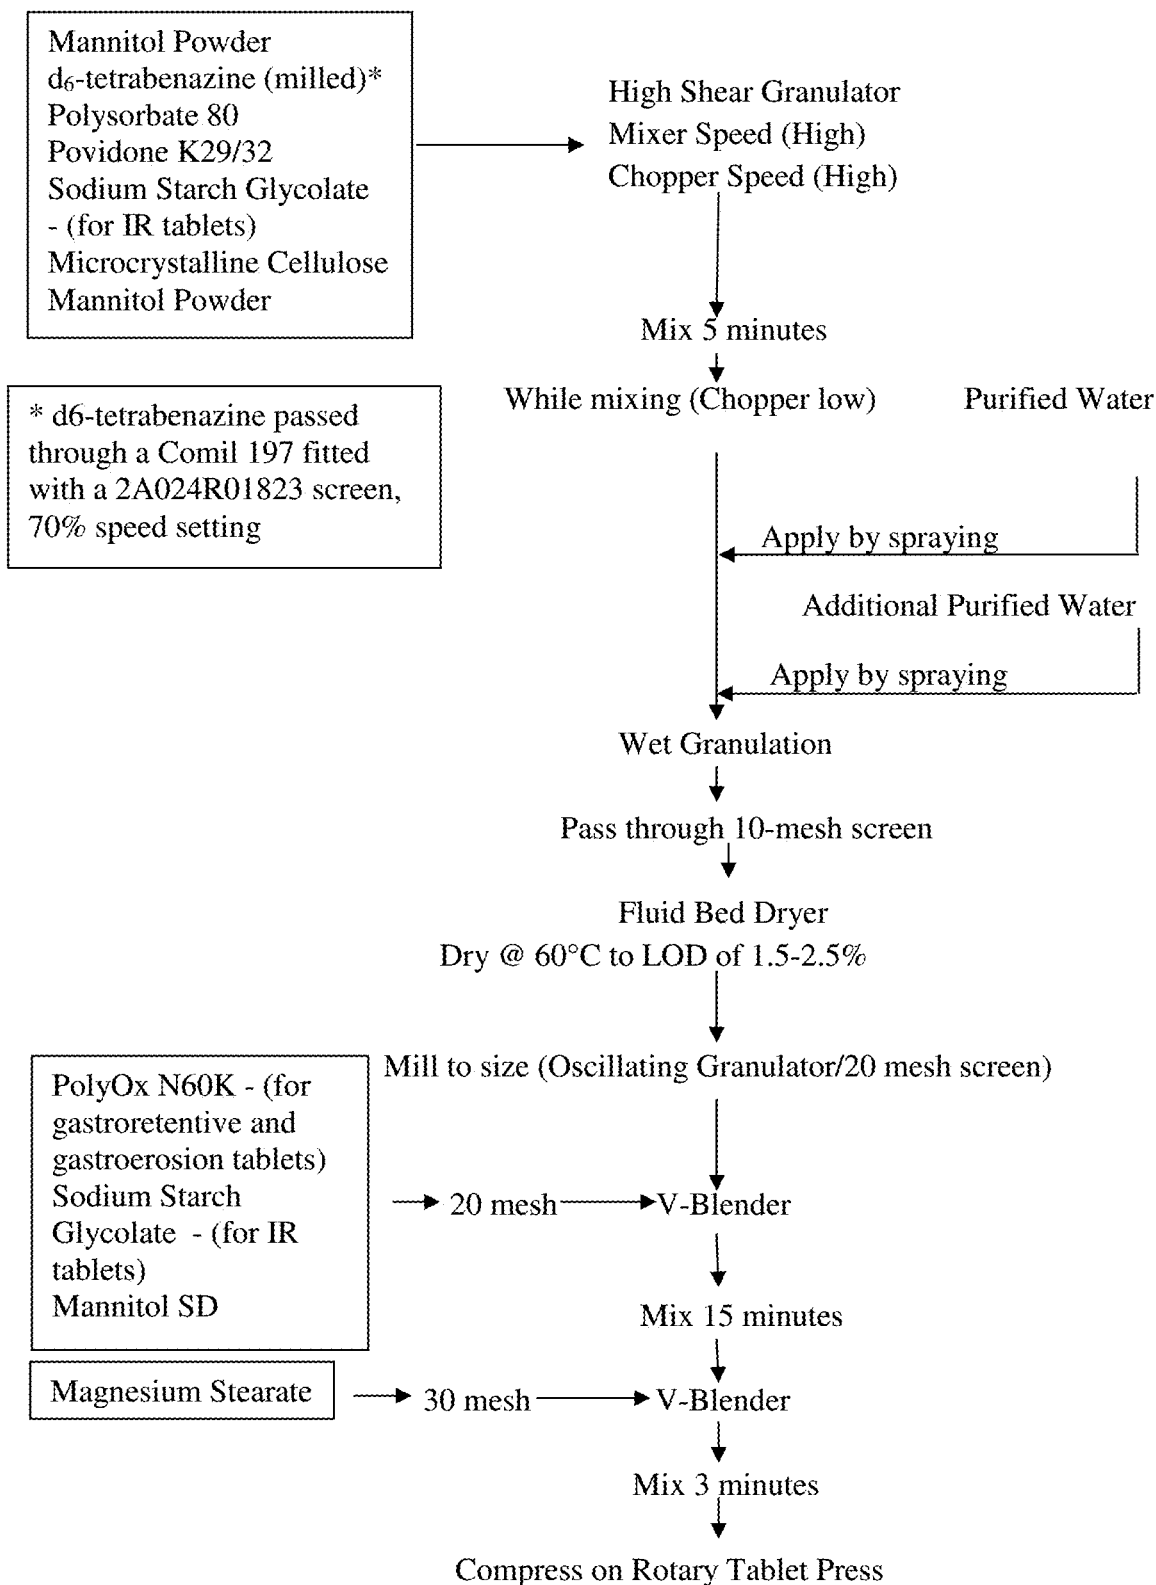 Mannitol Powder
d₆-tetrabenazine (milled)*
Polysorbate 80
Povidone K29/32
Sodium Starch Glycolate
- (for IR tablets)
Microcrystalline Cellulose
Mannitol Powder
High Shear Granulator
Mixer Speed (High)
Chopper Speed (High)
Mix 5 minutes
While mixing (Chopper low)
Purified Water
* d6-tetrabenazine passed
through a Comil 197 fitted
with a 2A024R01823 screen,
70% speed setting
Apply by spraying
Additional Purified Water
Apply by spraying
Wet Granulation
Pass through 10-mesh screen
Fluid Bed Dryer
Dry @ 60°C to LOD of 1.5-2.5%
Mill to size (Oscillating Granulator/20 mesh screen)
PolyOx N60K - (for
gastroretentive and
gastroerosion tablets)
Sodium Starch
Glycolate - (for IR
tablets)
Mannitol SD
20 mesh
V-Blender
Mix 15 minutes
Magnesium Stearate
30 mesh
V-Blender
Mix 3 minutes
Compress on Rotary Tablet Press